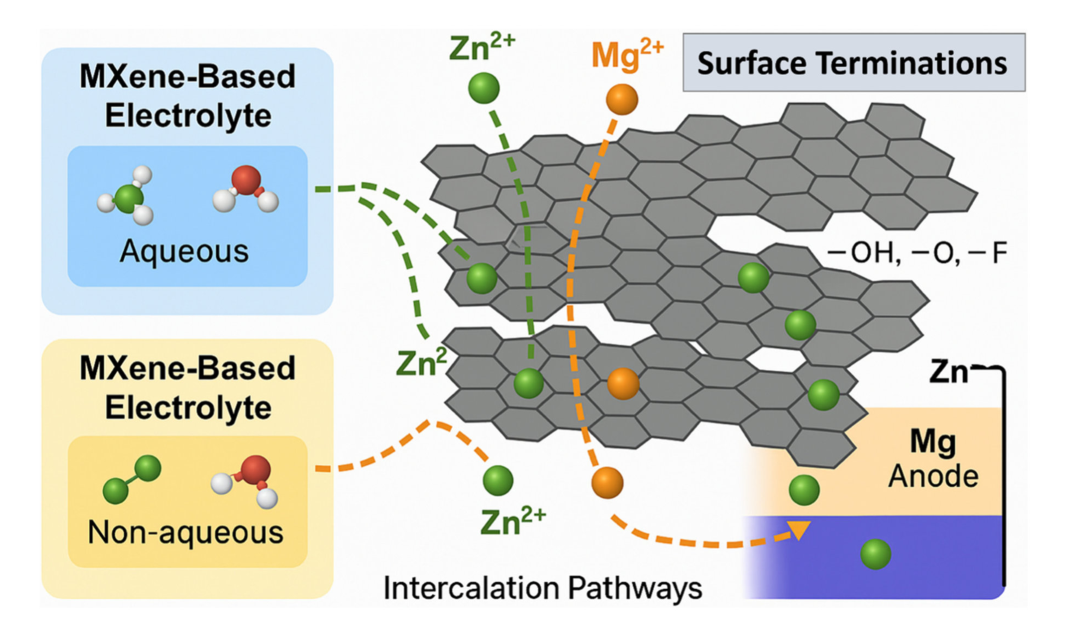 MXene-Based
Electrolyte
Aqueous
MXene-Based
Electrolyte
Non-aqueous
Zn²⁺
Mg²⁺
Surface Terminations
−OH, −O, −F
Zn²
Zn²⁺
Zn
Mg
Anode
Intercalation Pathways